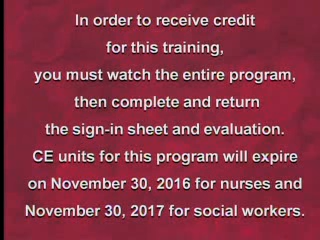 In order to receive credit
for this training,
you must watch the entire program,
then complete and return
the sign-in sheet and evaluation.
CE units for this program will expire
on November 30, 2016 for nurses and
November 30, 2017 for social workers.